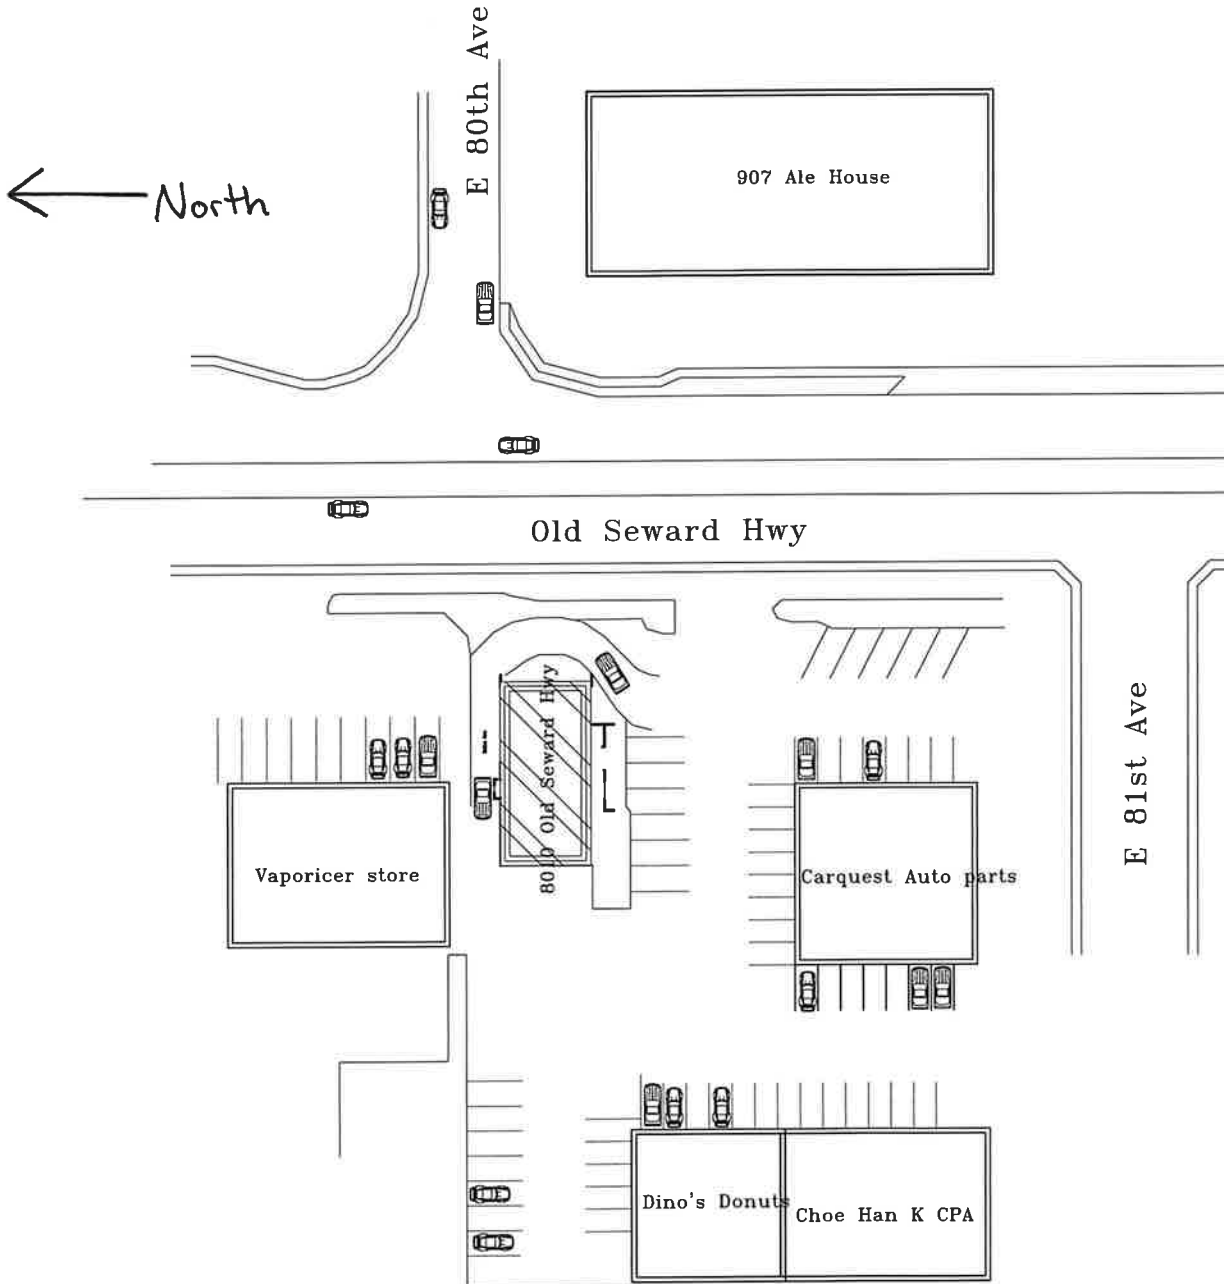 E 80th Ave
907 Ale House
North
Old Seward Hwy
8010 Old Seward Hwy
E 81st Ave
Vaporicer store
Carquest Auto parts
Dino's Donuts
Choe Han K CPA